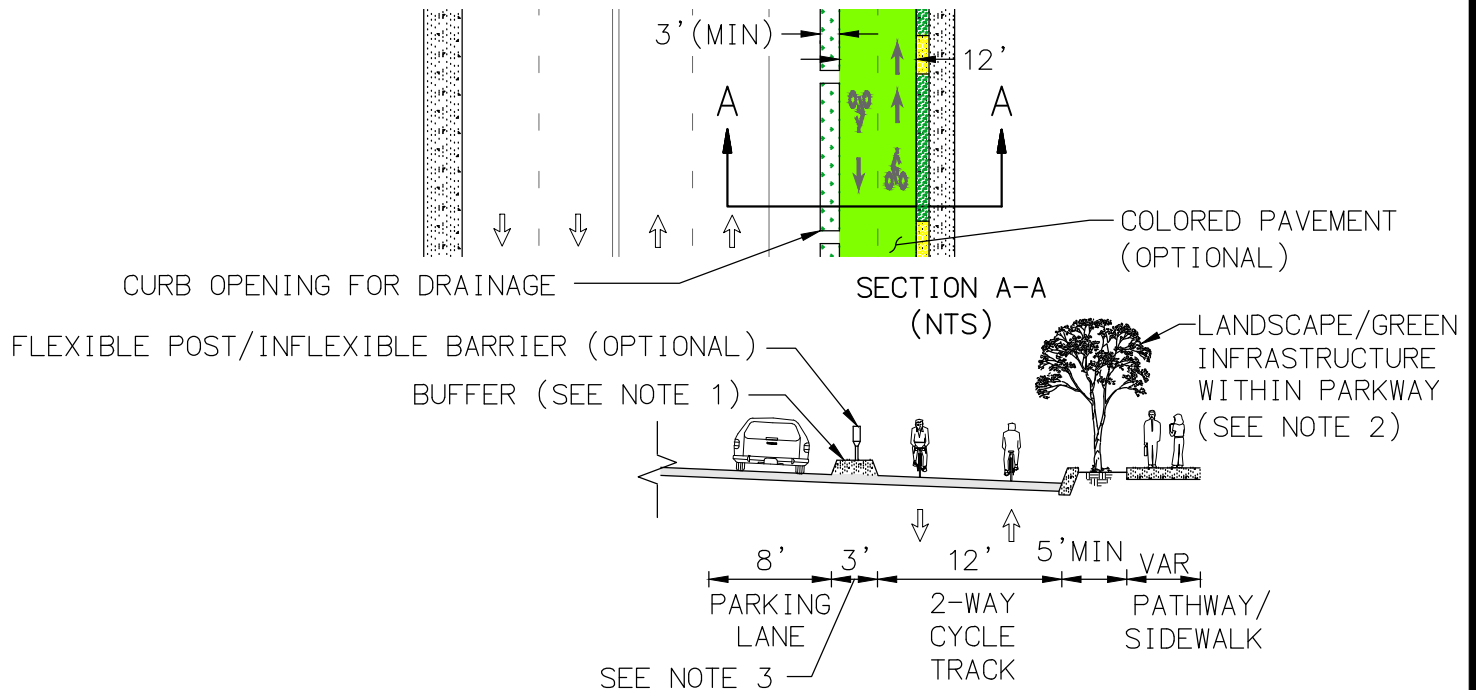 3'(MIN)
12'
A
A
COLORED PAVEMENT
(OPTIONAL)
CURB OPENING FOR DRAINAGE
SECTION A-A
(NTS)
FLEXIBLE POST/INFLEXIBLE BARRIER (OPTIONAL)
BUFFER (SEE NOTE 1)
LANDSCAPE/GREEN
INFRASTRUCTURE
WITHIN PARKWAY
(SEE NOTE 2)
8'
3'
12'
5'MIN
VAR
PARKING
LANE
2-WAY
CYCLE
TRACK
PATHWAY/
SIDEWALK
SEE NOTE 3